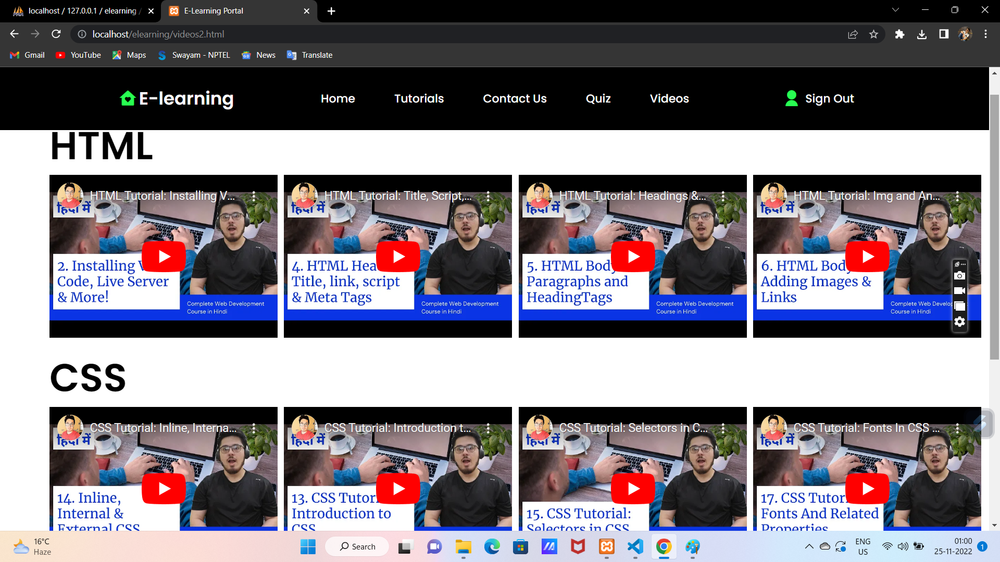 localhost / 127.0.0.1 / elearning /
E-Learning Portal
localhost/elearning/videos2.html
Gmail
YouTube
Maps
Swayam - NPTEL
News
Translate
E-learning
Home
Tutorials
Contact Us
Quiz
Videos
Sign Out
HTML
HTML Tutorial: Installing V...
हिंदी में
2. Installing V
Code, Live Server
& More!
Complete Web Development
Course in Hindi
HTML Tutorial: Title, Script,...
हिंदी में
4. HTML Hea
Title, link, script
& Meta Tags
Complete Web Development
Course in Hindi
HTML Tutorial: Headings &...
हिंदी में
5. HTML Body
Paragraphs and
HeadingTags
Complete Web Development
Course in Hindi
HTML Tutorial: Img and An...
हिंदी में
6. HTML Body
Adding Images &
Links
Complete Web Develop
Course in Hindi
CSS
CSS Tutorial: Inline, Interna...
हिंदी में
14. Inline,
Internal &
External CSS
CSS Tutorial: Introduction t...
हिंदी में
13. CSS Tutor
Introduction to
CSS
CSS Tutorial: Selectors in C...
हिंदी में
15. CSS Tutorial:
Selectors in CSS
CSS Tutorial: Fonts In CSS ...
हिंदी में
17. CSS Tutor
Fonts And Related
Properties
16°C
Haze
Search
ENG
US
01:00
25-11-2022
1